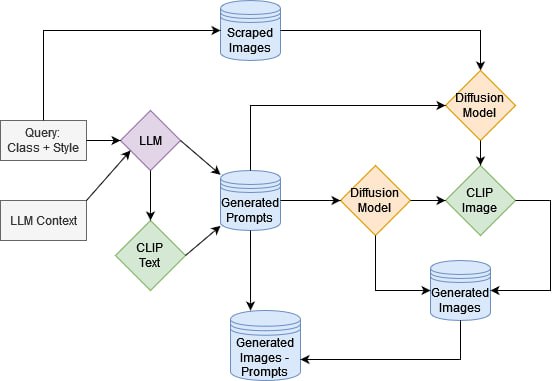 Scraped
Images
Query:
Class + Style
LLM
Diffusion
Model
LLM Context
CLIP
Text
Generated
Prompts
Diffusion
Model
CLIP
Image
Generated
Images
Generated
Images -
Prompts